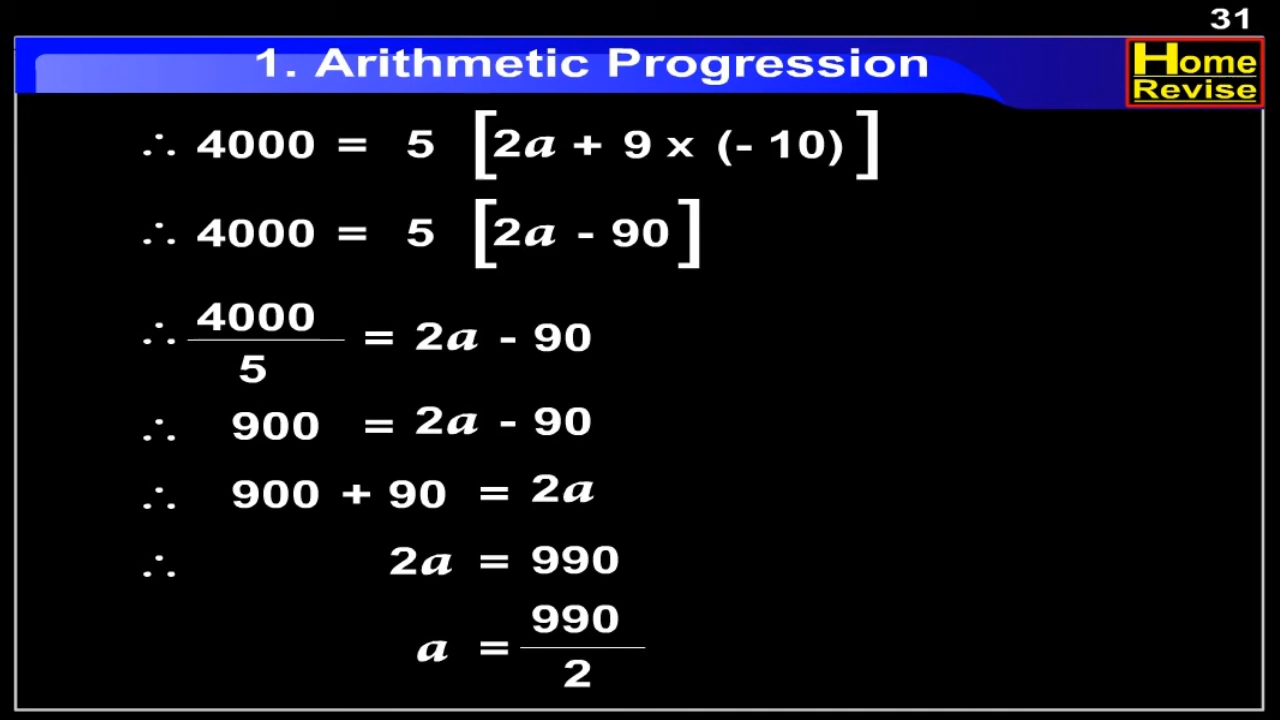 31
1. Arithmetic Progression
Home
Revise
∴ 4000 = 5 [2a + 9 x (- 10)]
∴ 4000 = 5 [2a - 90]
∴ 4000/5 = 2a - 90
∴ 900 = 2a - 90
∴ 900 + 90 = 2a
∴ 2a = 990
a = 990/2